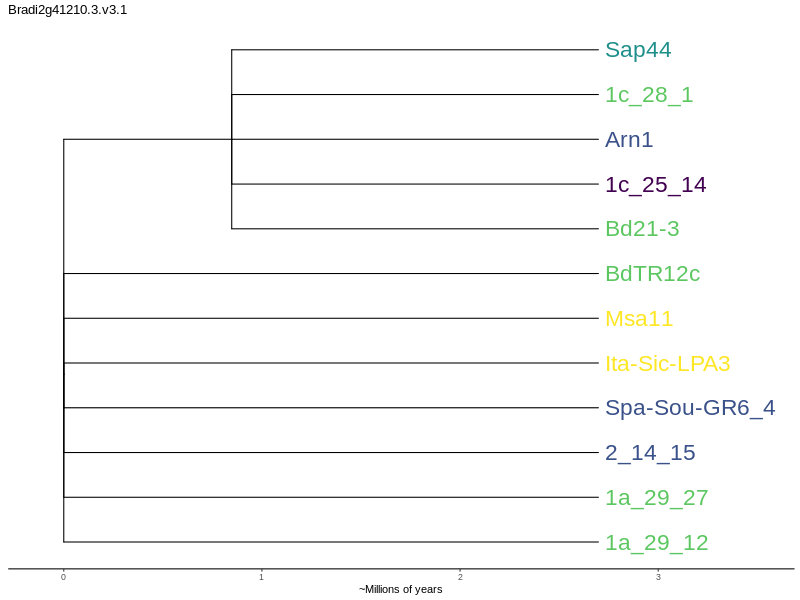 Bradi2g41210.3.v3.1
Sap44
1c_28_1
Arn1
1c_25_14
Bd21-3
BdTR12c
Msa11
Ita-Sic-LPA3
Spa-Sou-GR6_4
2_14_15
1a_29_27
1a_29_12
0 1 2 3
~Millions of years